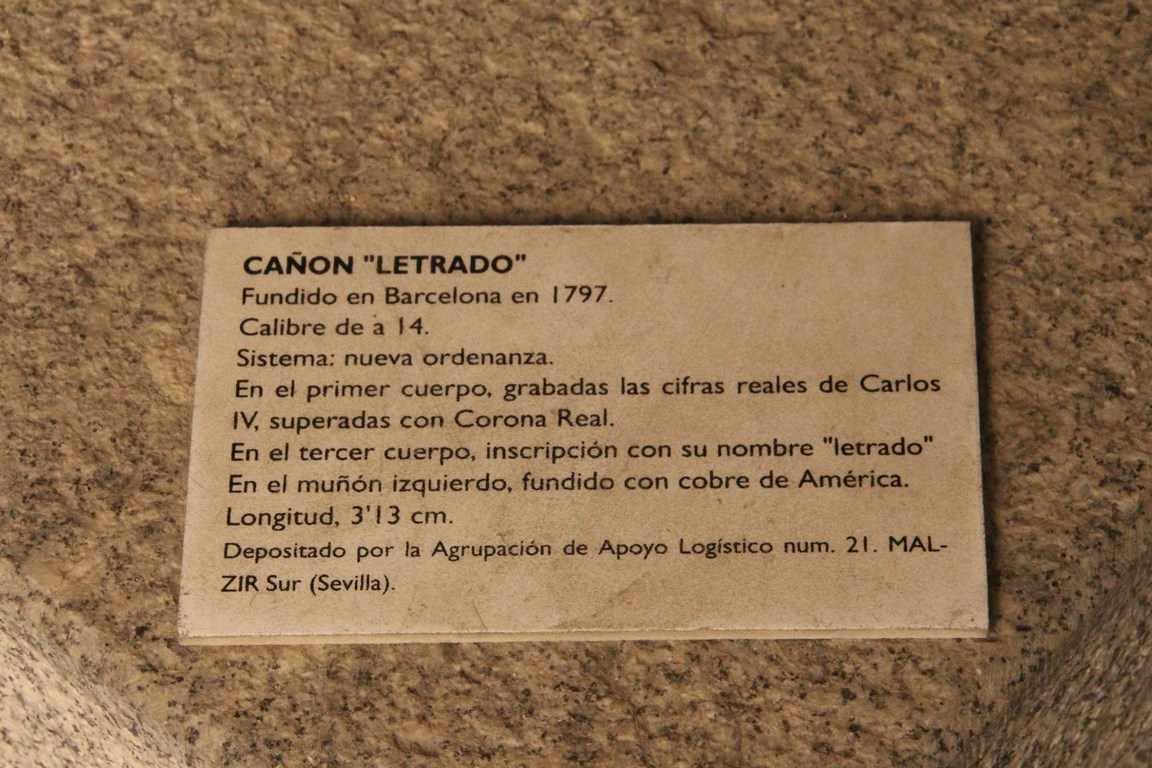 CAÑON "LETRADO"
Fundido en Barcelona en 1797.
Calibre de a 14.
Sistema: nueva ordenanza.
En el primer cuerpo, grabadas las cifras reales de Carlos
IV, superadas con Corona Real.
En el tercer cuerpo, inscripción con su nombre "letrado"
En el muñón izquierdo, fundido con cobre de América.
Longitud, 3'13 cm.
Depositado por la Agrupación de Apoyo Logístico num. 21. MAL-
ZIR Sur (Sevilla).